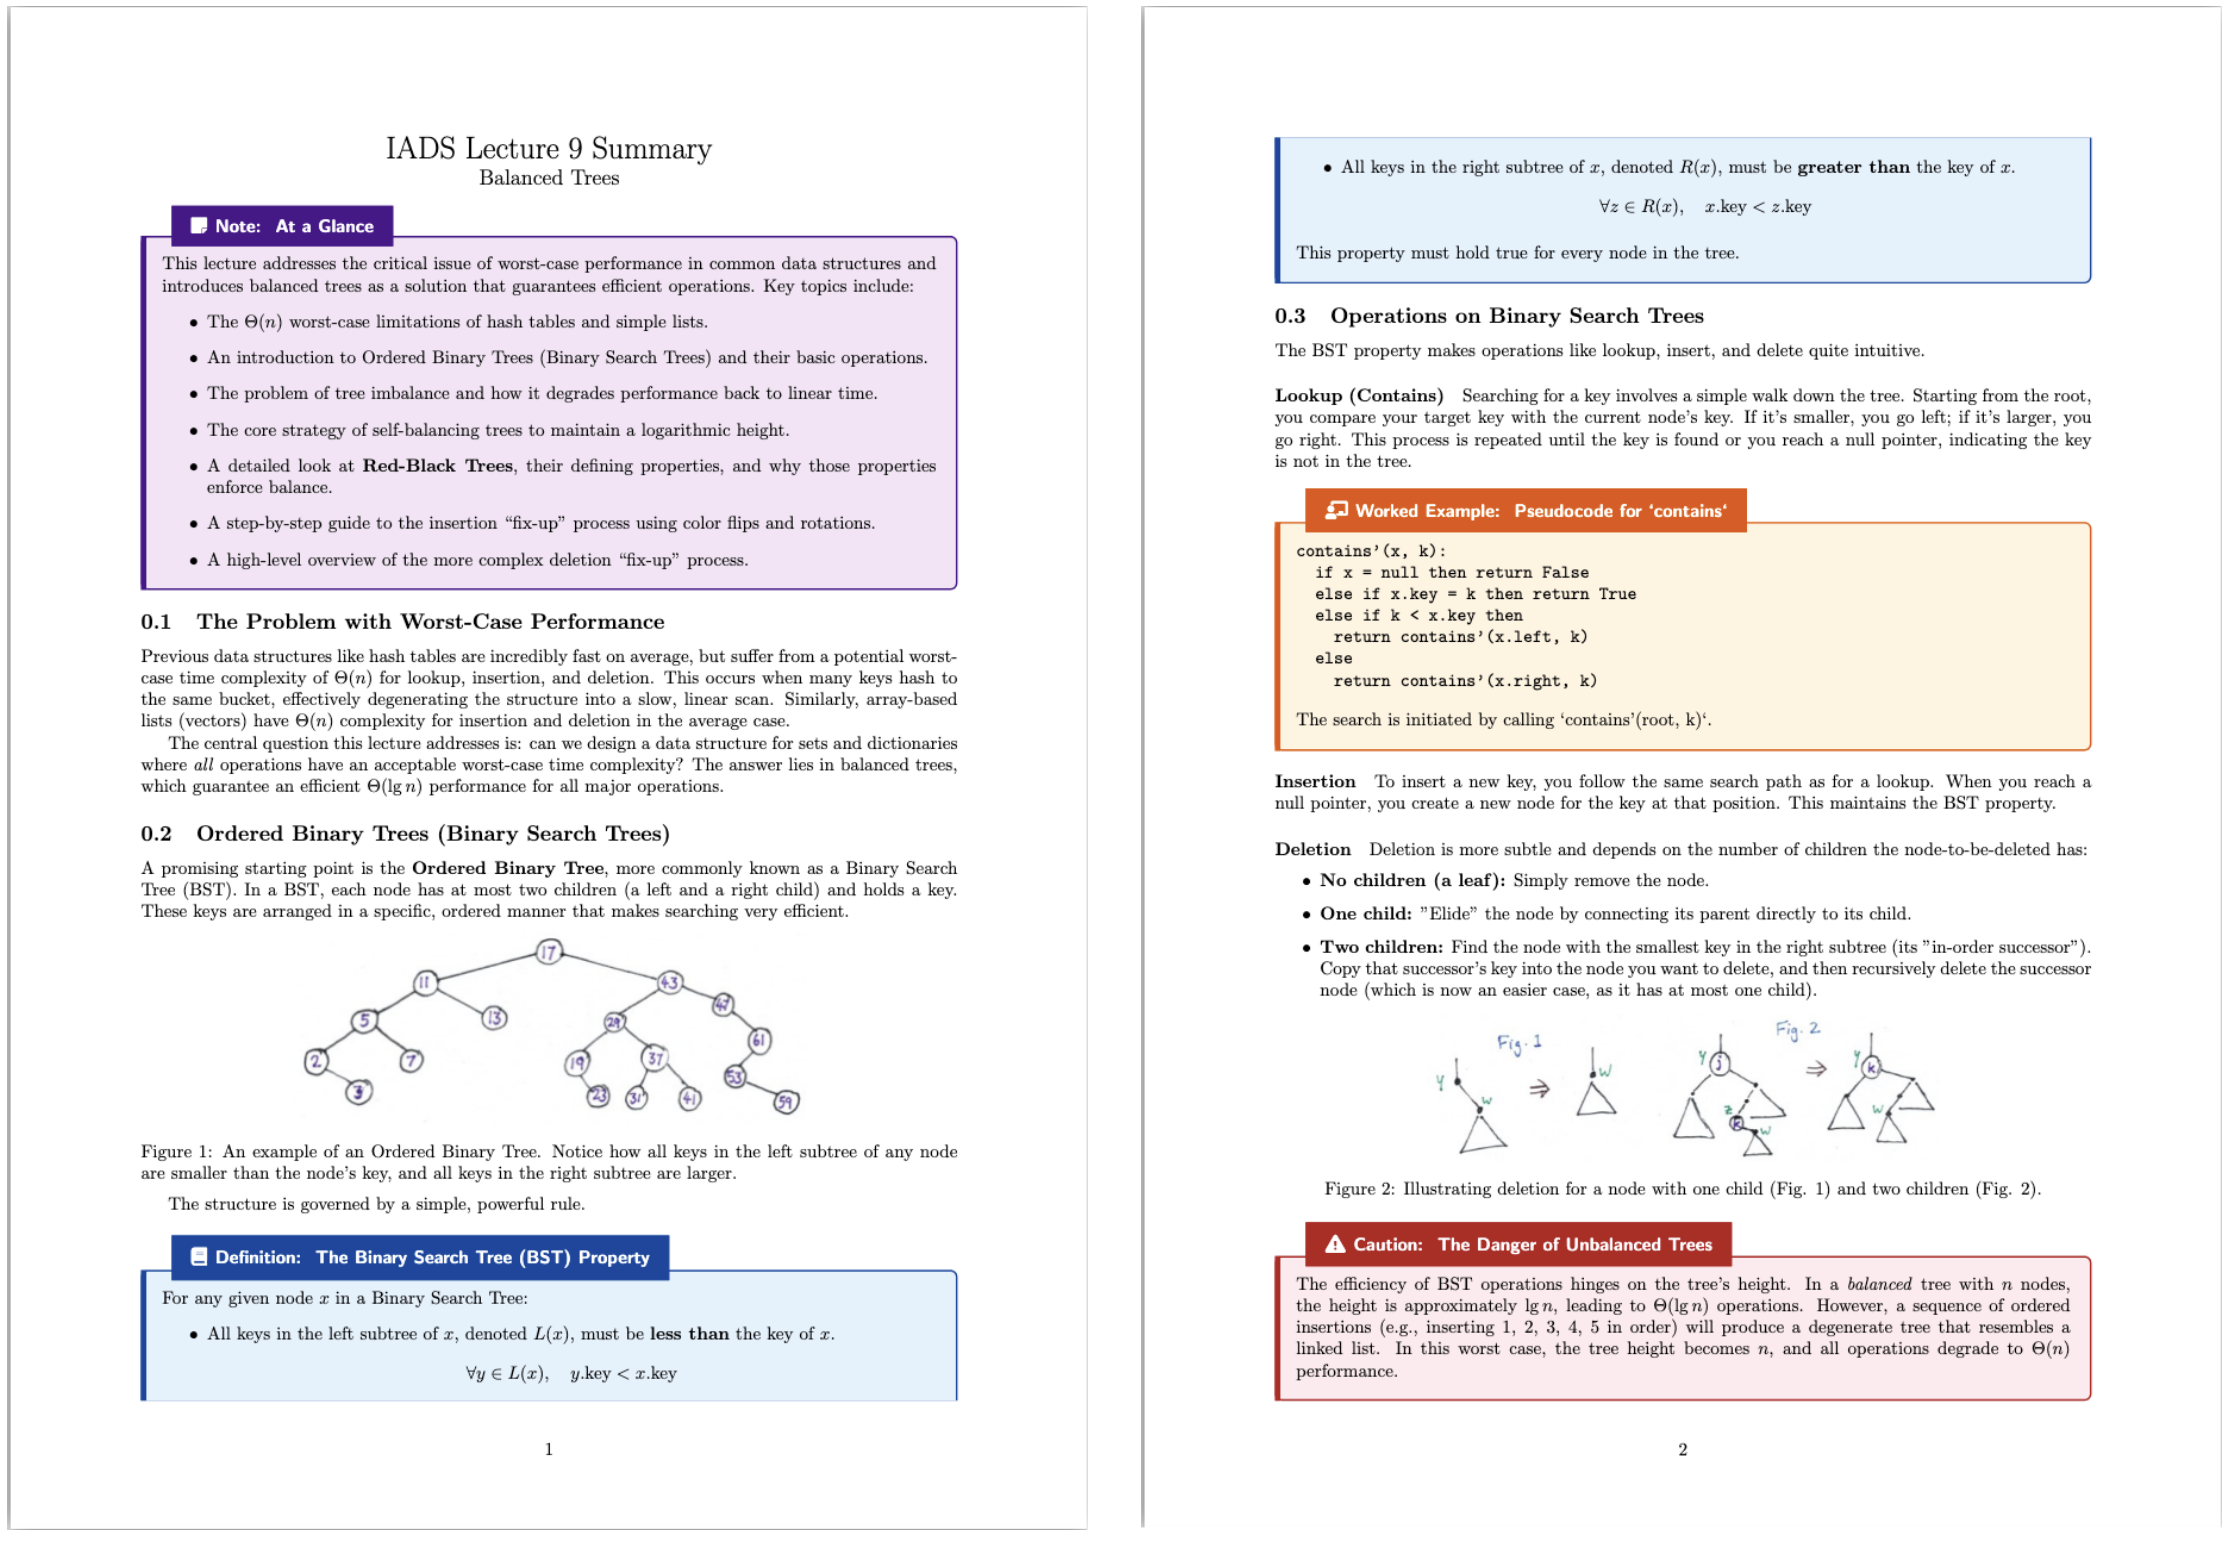 IADS Lecture 9 Summary
Balanced Trees
Note: At a Glance
This lecture addresses the critical issue of worst-case performance in common data structures and
introduces balanced trees as a solution that guarantees efficient operations. Key topics include:
• The Θ(n) worst-case limitations of hash tables and simple lists.
• An introduction to Ordered Binary Trees (Binary Search Trees) and their basic operations.
• The problem of tree imbalance and how it degrades performance back to linear time.
• The core strategy of self-balancing trees to maintain a logarithmic height.
• A detailed look at Red-Black Trees, their defining properties, and why those properties
enforce balance.
• A step-by-step guide to the insertion “fix-up” process using color flips and rotations.
• A high-level overview of the more complex deletion “fix-up” process.
0.1 The Problem with Worst-Case Performance
Previous data structures like hash tables are incredibly fast on average, but suffer from a potential worst-
case time complexity of Θ(n) for lookup, insertion, and deletion. This occurs when many keys hash to
the same bucket, effectively degenerating the structure into a slow, linear scan. Similarly, array-based
lists (vectors) have Θ(n) complexity for insertion and deletion in the average case.
The central question this lecture addresses is: can we design a data structure for sets and dictionaries
where all operations have an acceptable worst-case time complexity? The answer lies in balanced trees,
which guarantee an efficient Θ(lg n) performance for all major operations.
0.2 Ordered Binary Trees (Binary Search Trees)
A promising starting point is the Ordered Binary Tree, more commonly known as a Binary Search
Tree (BST). In a BST, each node has at most two children (a left and a right child) and holds a key.
These keys are arranged in a specific, ordered manner that makes searching very efficient.
17
11 43
5 13 29 47
2 7 19 37 61
3 23 31 41 53 59
Figure 1: An example of an Ordered Binary Tree. Notice how all keys in the left subtree of any node
are smaller than the node’s key, and all keys in the right subtree are larger.
The structure is governed by a simple, powerful rule.
Definition: The Binary Search Tree (BST) Property
For any given node x in a Binary Search Tree:
• All keys in the left subtree of x, denoted L(x), must be less than the key of x.
∀y ∈ L(x), y.key < x.key
1
• All keys in the right subtree of x, denoted R(x), must be greater than the key of x.
∀z ∈ R(x), x.key < z.key
This property must hold true for every node in the tree.
0.3 Operations on Binary Search Trees
The BST property makes operations like lookup, insert, and delete quite intuitive.
Lookup (Contains) Searching for a key involves a simple walk down the tree. Starting from the root,
you compare your target key with the current node’s key. If it’s smaller, you go left; if it’s larger, you
go right. This process is repeated until the key is found or you reach a null pointer, indicating the key
is not in the tree.
Worked Example: Pseudocode for ‘contains‘
contains’(x, k):
if x = null then return False
else if x.key = k then return True
else if k < x.key then
return contains’(x.left, k)
else
return contains’(x.right, k)
The search is initiated by calling ‘contains’(root, k)‘.
Insertion To insert a new key, you follow the same search path as for a lookup. When you reach a
null pointer, you create a new node for the key at that position. This maintains the BST property.
Deletion Deletion is more subtle and depends on the number of children the node-to-be-deleted has:
• No children (a leaf): Simply remove the node.
• One child: ”Elide” the node by connecting its parent directly to its child.
• Two children: Find the node with the smallest key in the right subtree (its ”in-order successor”).
Copy that successor’s key into the node you want to delete, and then recursively delete the successor
node (which is now an easier case, as it has at most one child).
Fig. 1 Fig. 2
y w ⇒ w
y j z k w ⇒ y k w
Figure 2: Illustrating deletion for a node with one child (Fig. 1) and two children (Fig. 2).
Caution: The Danger of Unbalanced Trees
The efficiency of BST operations hinges on the tree’s height. In a balanced tree with n nodes,
the height is approximately lg n, leading to Θ(lg n) operations. However, a sequence of ordered
insertions (e.g., inserting 1, 2, 3, 4, 5 in order) will produce a degenerate tree that resembles a
linked list. In this worst case, the tree height becomes n, and all operations degrade to Θ(n)
performance.
2